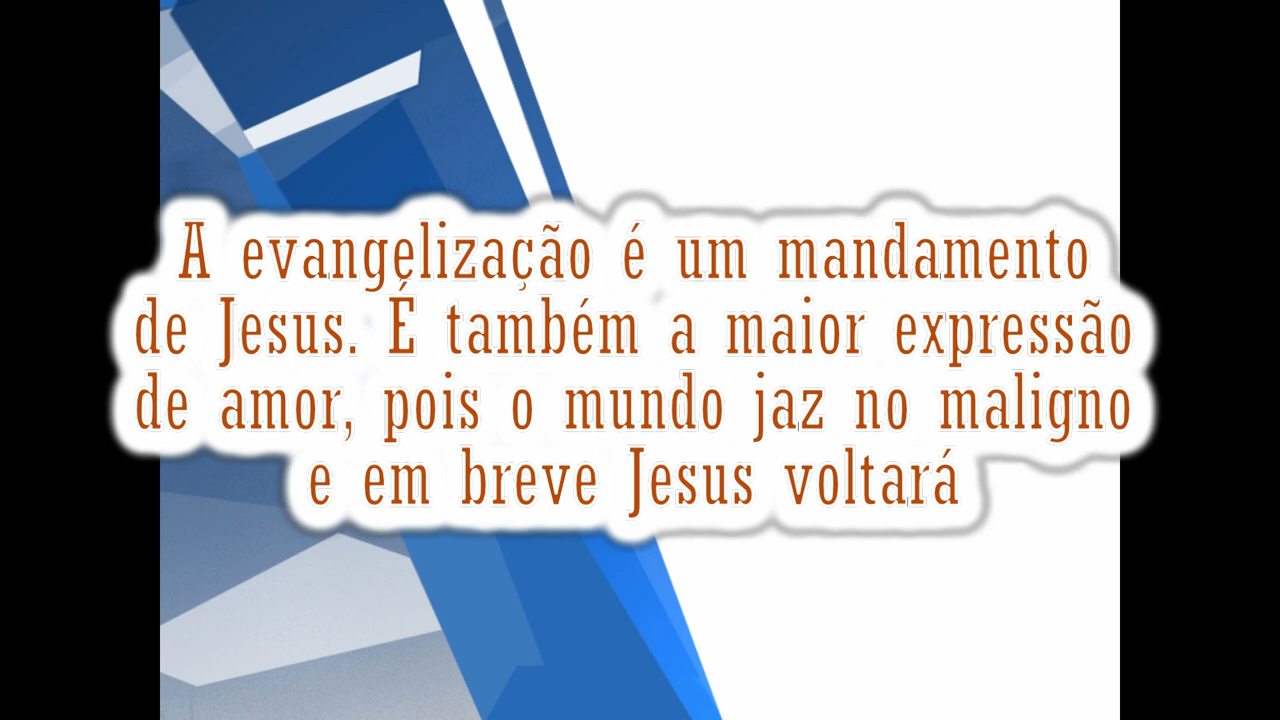 A evangelização é um mandamento
de Jesus. É também a maior expressão
de amor, pois o mundo jaz no maligno
e em breve Jesus voltará